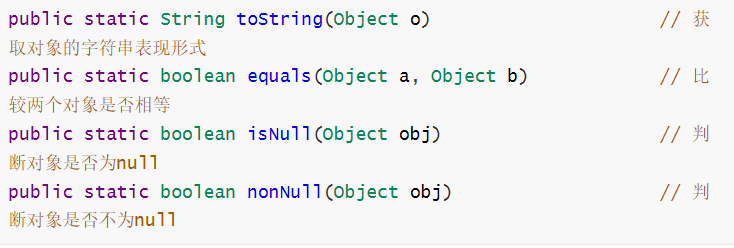 public static String toString(Object o) // 获
取对象的字符串表现形式
public static boolean equals(Object a, Object b) // 比
较两个对象是否相等
public static boolean isNull(Object obj) // 判
断对象是否为null
public static boolean nonNull(Object obj) // 判
断对象是否不为null